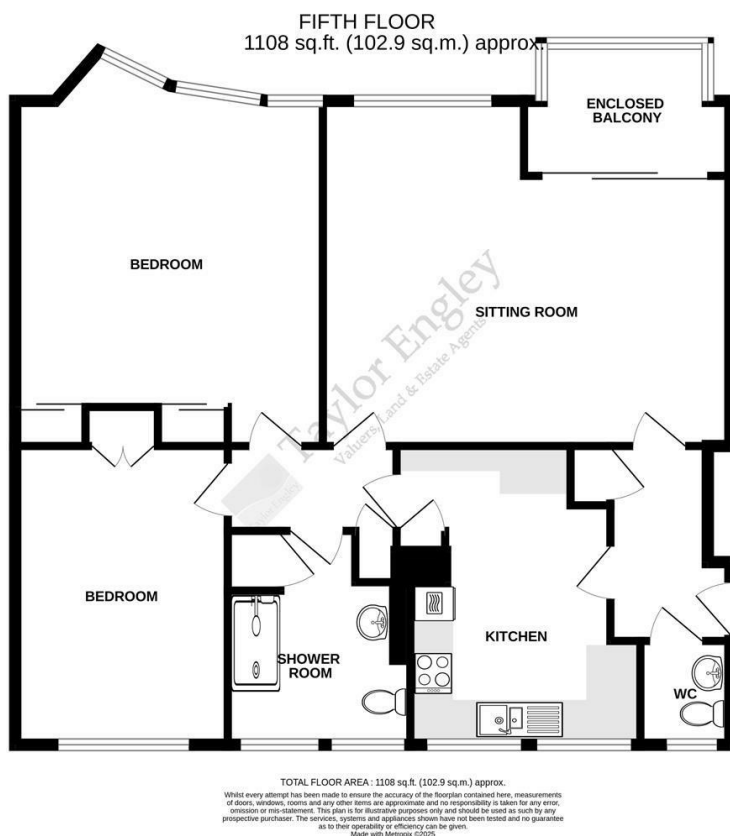 FIFTH FLOOR
1108 sq.ft. (102.9 sq.m.) approx.
ENCLOSED
BALCONY
BEDROOM
SITTING ROOM
Taylor Engley
Valuers, Land & Estate Agents
BEDROOM
SHOWER
ROOM
KITCHEN
WC
TOTAL FLOOR AREA : 1108 sq.ft. (102.9 sq.m.) approx.
Whilst every attempt has been made to ensure the accuracy of the floorplan contained here, measurements
of doors, windows, rooms and any other items are approximate and no responsibility is taken for any error,
omission or mis-statement. This plan is for illustrative purposes only and should be used as such by any
prospective purchaser. The services, systems and appliances shown have not been tested and no guarantee
as to their operability or efficiency can be given.
Made with Metropix ©2025